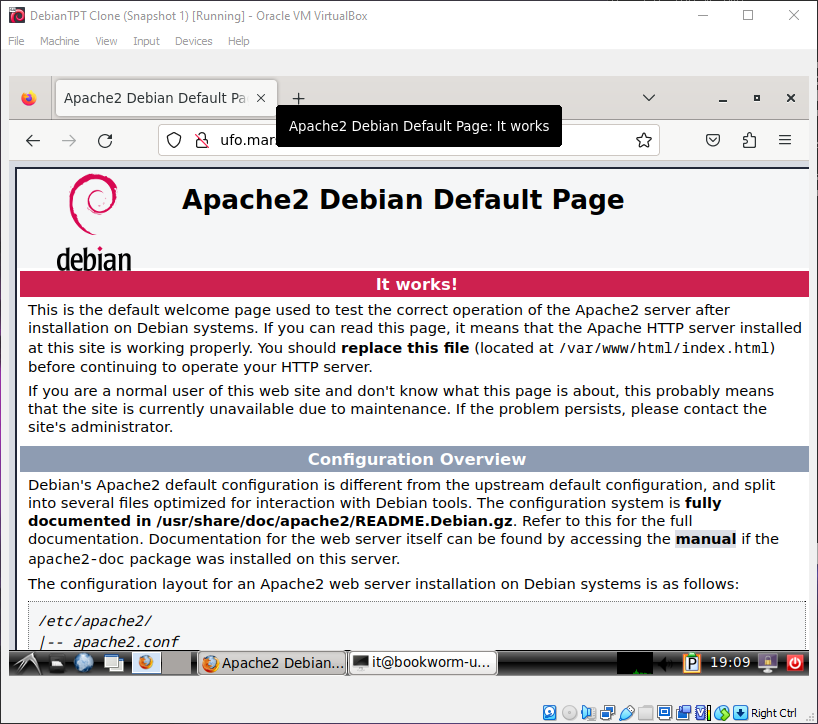 DebianTPT Clone (Snapshot 1) [Running] - Oracle VM VirtualBox
File Machine View Input Devices Help
Apache2 Debian Default Pa
Apache2 Debian Default Page: It works
ufo.mar
debian
Apache2 Debian Default Page
It works!
This is the default welcome page used to test the correct operation of the Apache2 server after
installation on Debian systems. If you can read this page, it means that the Apache HTTP server installed
at this site is working properly. You should replace this file (located at /var/www/html/index.html)
before continuing to operate your HTTP server.
If you are a normal user of this web site and don't know what this page is about, this probably means
that the site is currently unavailable due to maintenance. If the problem persists, please contact the
site's administrator.
Configuration Overview
Debian's Apache2 default configuration is different from the upstream default configuration, and split
into several files optimized for interaction with Debian tools. The configuration system is fully
documented in /usr/share/doc/apache2/README.Debian.gz. Refer to this for the full
documentation. Documentation for the web server itself can be found by accessing the manual if the
apache2-doc package was installed on this server.
The configuration layout for an Apache2 web server installation on Debian systems is as follows:
/etc/apache2/
|-- apache2.conf
Apache2 Debian... it@bookworm-u... P 19:09
Right Ctrl